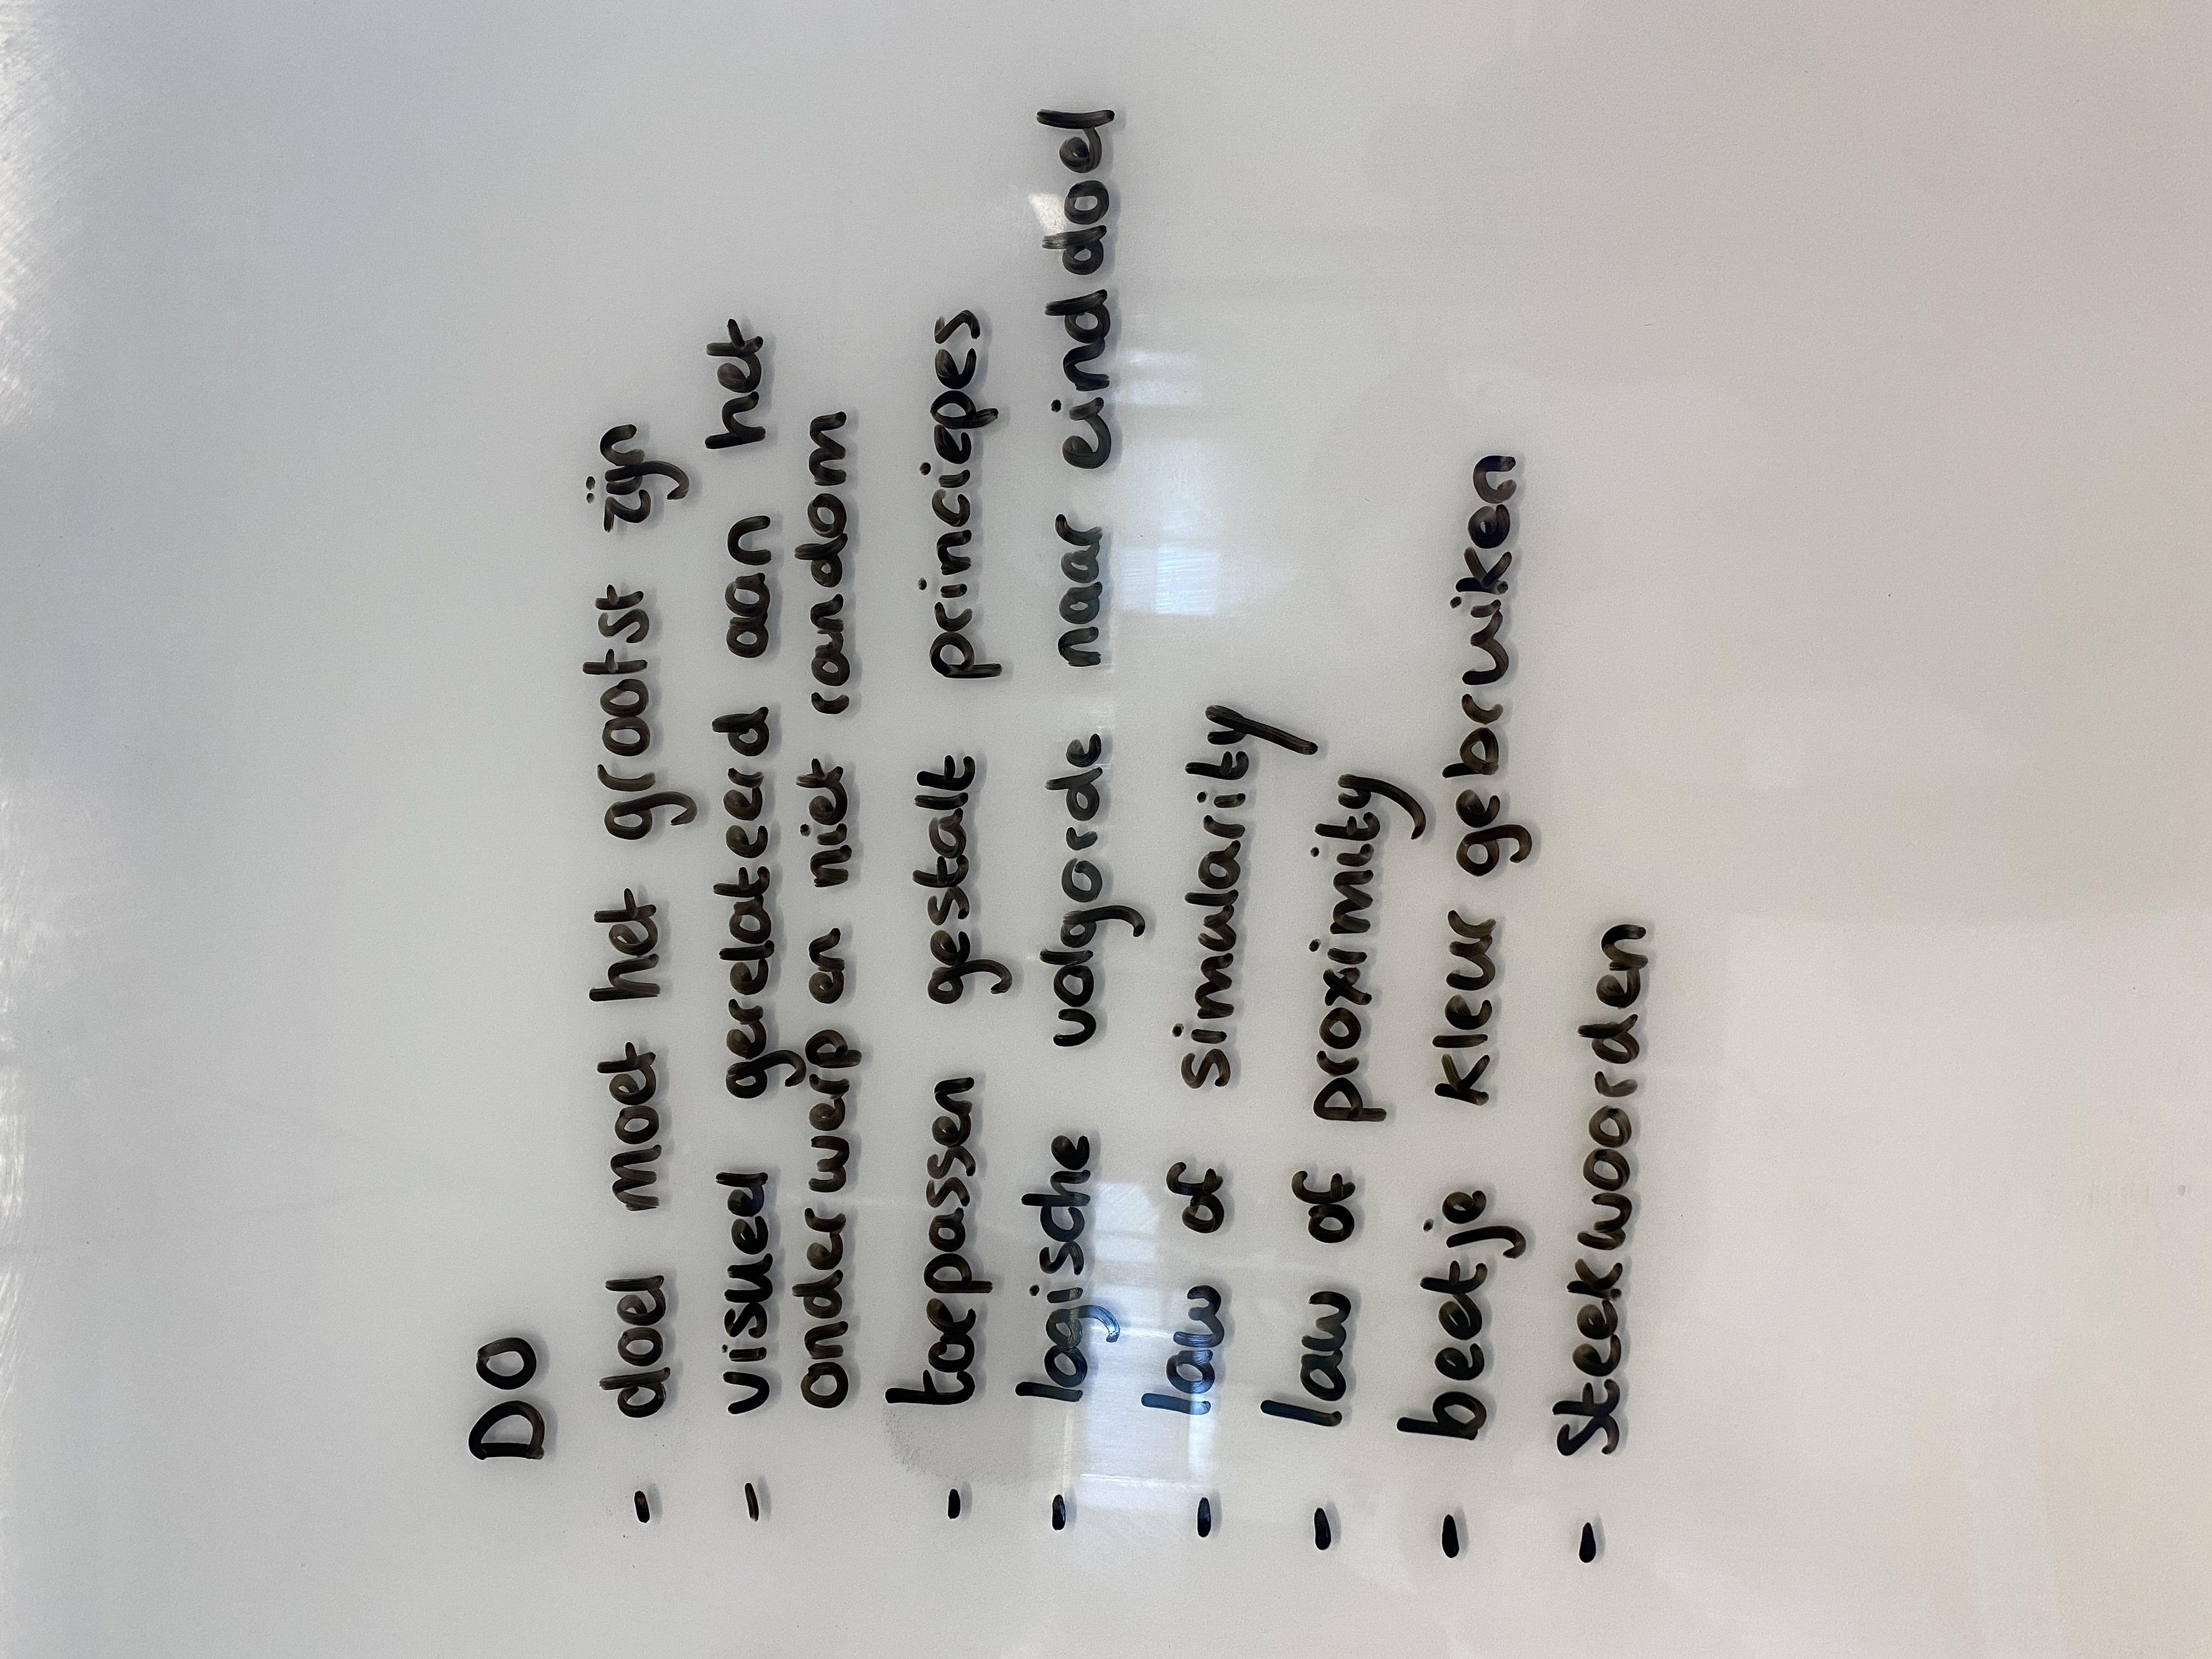 DO
- doel moet het grootst zijn
- visueel gerelateerd aan het
onderwerp en niet random
- toepassen gestalt principes
- logische volgorde naar einddoel
- law of simularity
- law of proximity
- beetje kleur gebruiken
- steekwoorden